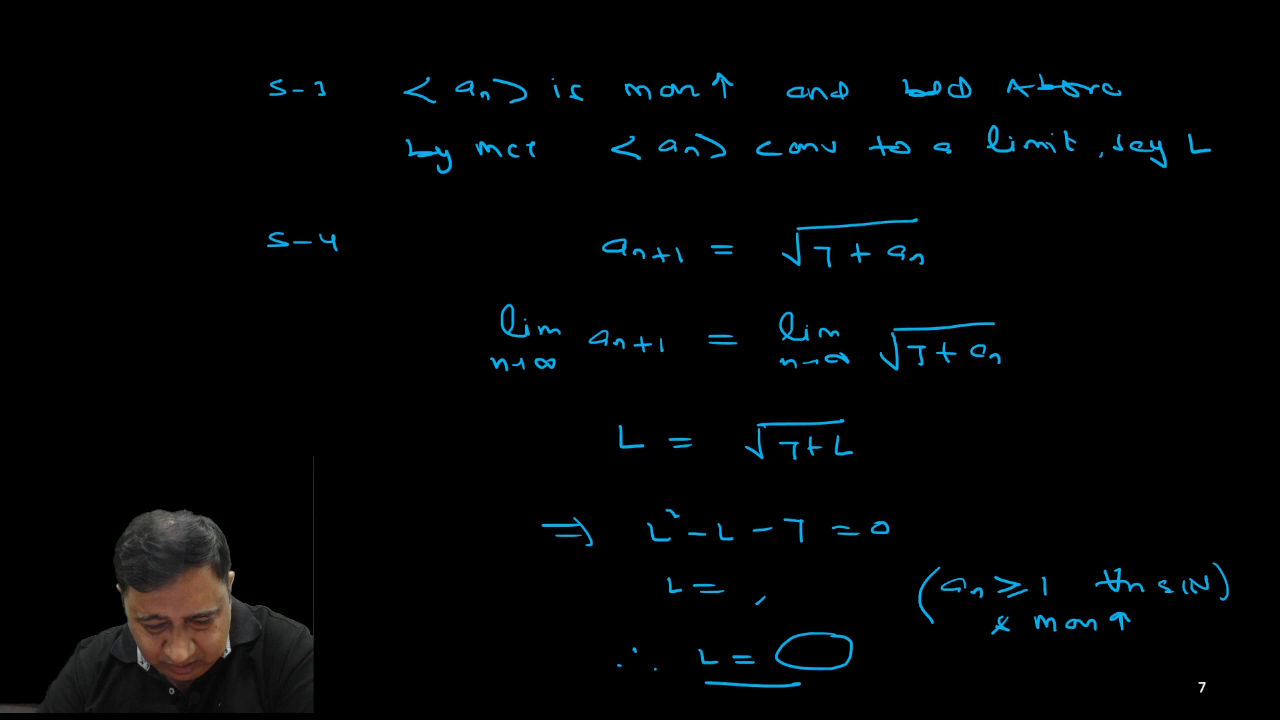 S-3 <an> is mon ↑ and bdd Above
by mct <an> conv to a limit, say L
S-4 an+1 = √7 + an
lim n→∞ an+1 = lim n→∞ √7 + an
L = √7+L
⇒ L² - L - 7 = 0
L = , (an ≥ 1 ∀n ∈ IN)
& mon ↑
∴ L =
7